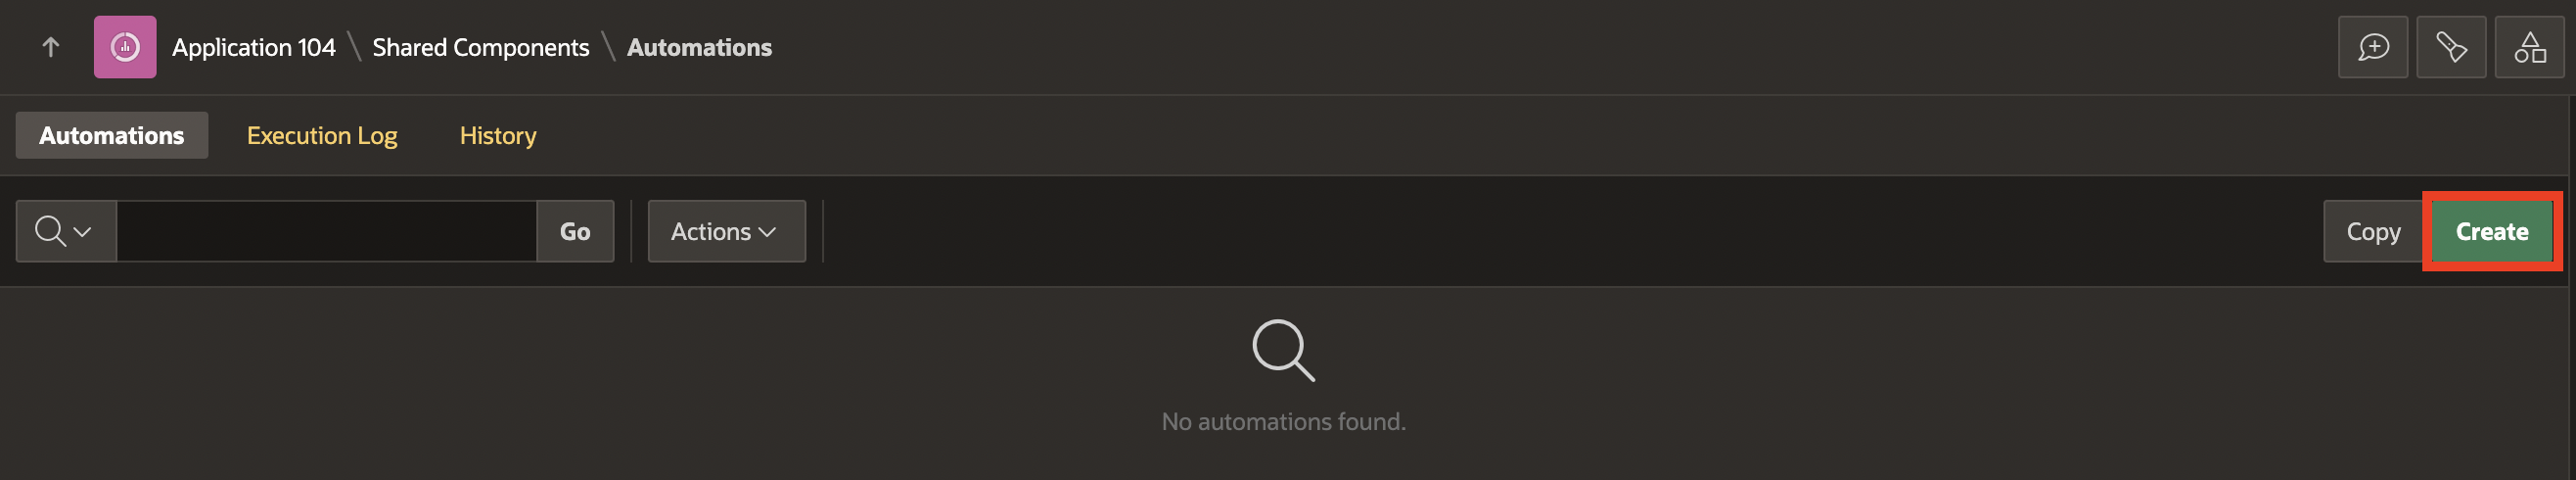 Application 104 \ Shared Components \ Automations
Automations Execution Log History
Go Actions Copy Create
No automations found.